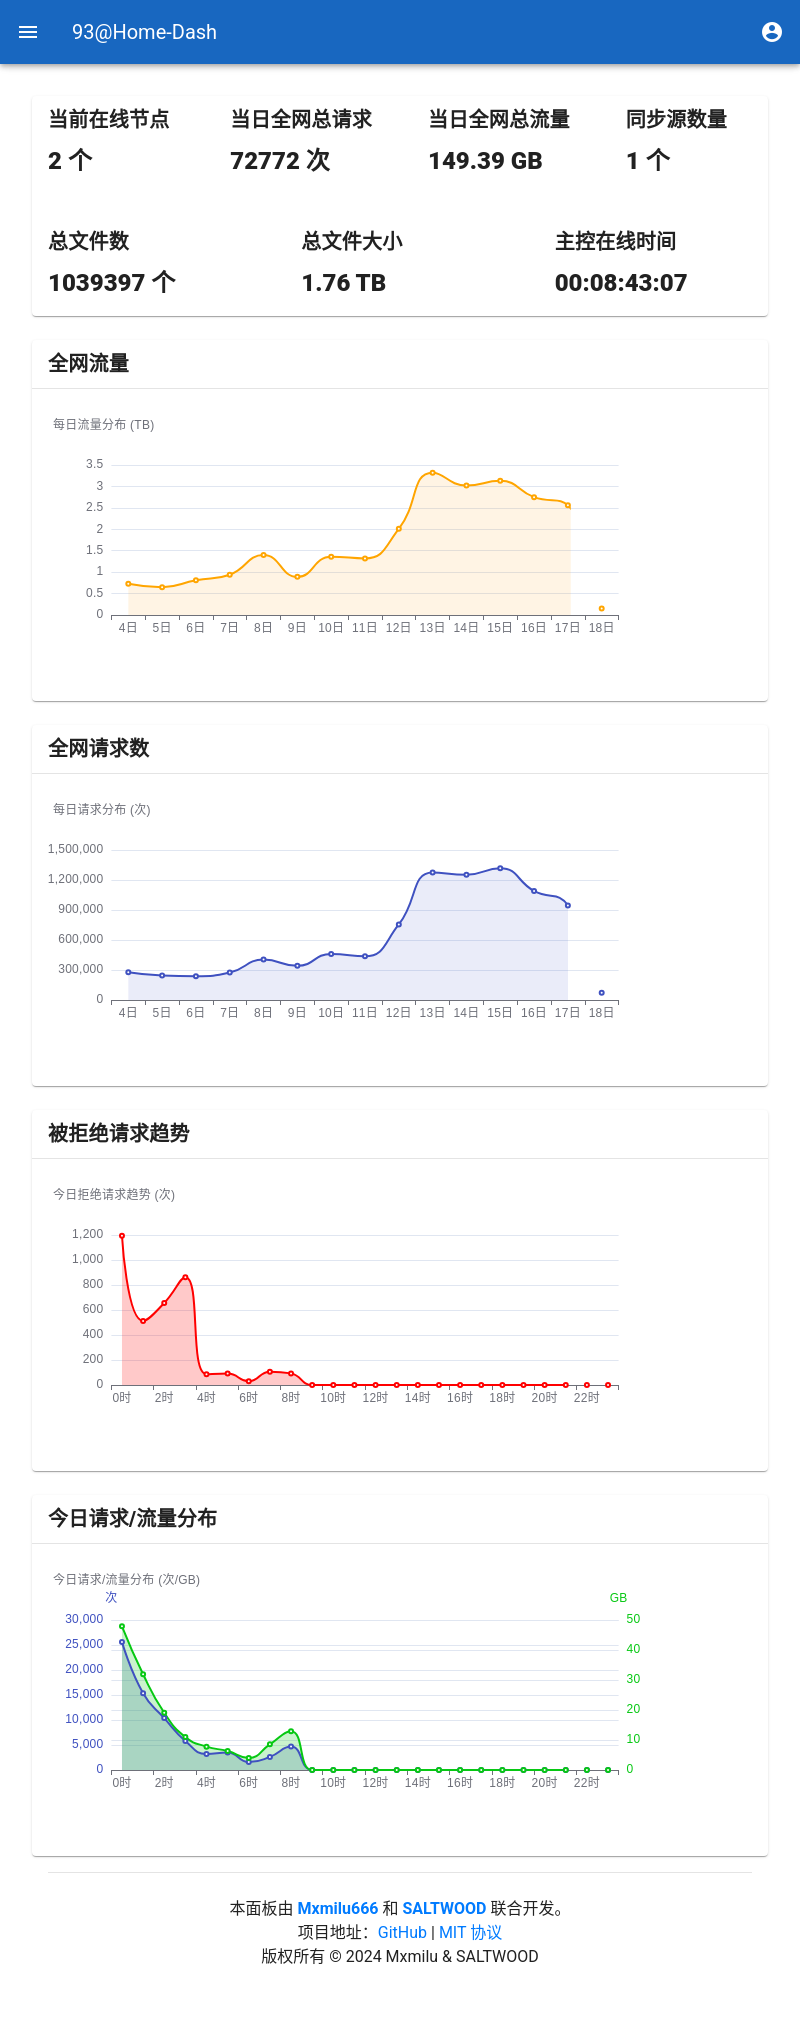 93@Home-Dash
当前在线节点 当日全网总请求 当日全网总流量 同步源数量
2 个 72772 次 149.39 GB 1 个
总文件数 总文件大小 主控在线时间
1039397 个 1.76 TB 00:08:43:07
全网流量
每日流量分布 (TB)
3.5
3
2.5
2
1.5
1
0.5
0
4日 5日 6日 7日 8日 9日 10日 11日 12日 13日 14日 15日 16日 17日 18日
全网请求数
每日请求分布 (次)
1,500,000
1,200,000
900,000
600,000
300,000
0
4日 5日 6日 7日 8日 9日 10日 11日 12日 13日 14日 15日 16日 17日 18日
被拒绝请求趋势
今日拒绝请求趋势 (次)
1,200
1,000
800
600
400
200
0
0时 2时 4时 6时 8时 10时 12时 14时 16时 18时 20时 22时
今日请求/流量分布
今日请求/流量分布 (次/GB)
次 GB
30,000 50
25,000 40
20,000 30
15,000 20
10,000 10
5,000
0 0
0时 2时 4时 6时 8时 10时 12时 14时 16时 18时 20时 22时
本面板由 Mxmilu666 和 SALTWOOD 联合开发。
项目地址：GitHub | MIT 协议
版权所有 © 2024 Mxmilu & SALTWOOD